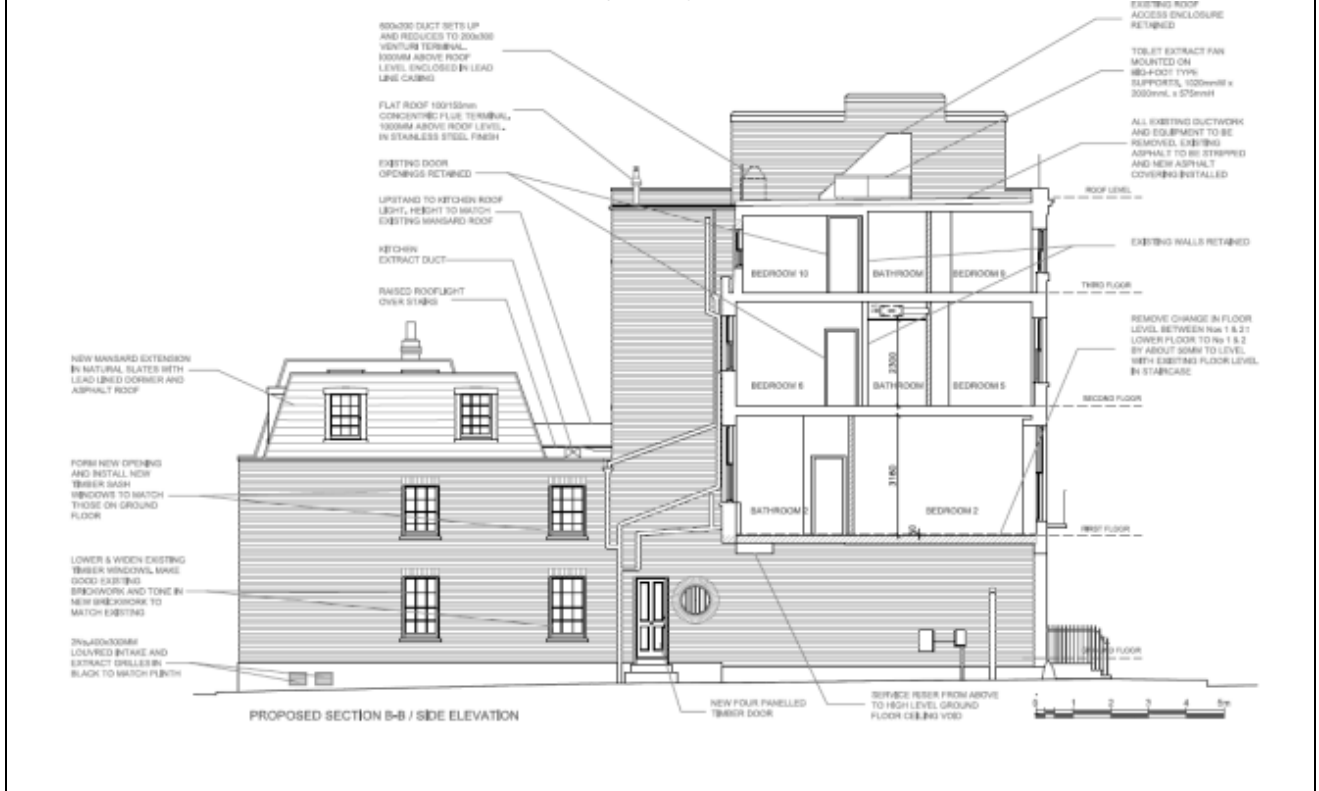 600x200 DUCT SETS UP
AND REDUCES TO 200x300
VENTURI TERMINAL.
1000MM ABOVE ROOF
LEVEL ENCLOSED IN LEAD
LINE CASING
FLAT ROOF 100/150mm
CONCENTRIC FLUE TERMINAL,
1000MM ABOVE ROOF LEVEL,
IN STAINLESS STEEL FINISH
EXISTING DOOR
OPENINGS RETAINED
UPSTAND TO KITCHEN ROOF
LIGHT, HEIGHT TO MATCH
EXISTING MANSARD ROOF
KITCHEN
EXTRACT DUCT
RAISED ROOFLIGHT
OVER STAIRS
NEW MANSARD EXTENSION
IN NATURAL SLATES WITH
LEAD LINED DORMER AND
ASPHALT ROOF
FORM NEW OPENING
AND INSTALL NEW
TIMBER SASH
WINDOWS TO MATCH
THOSE ON GROUND
FLOOR
LOWER & WIDEN EXISTING
TIMBER WINDOWS, MAKE
GOOD EXISTING
BRICKWORK AND TONE IN
NEW BRICKWORK TO
MATCH EXISTING
2No.400x300MM
LOUVRED INTAKE AND
EXTRACT GRILLES IN
BLACK TO MATCH PLINTH
EXISTING ROOF
ACCESS ENCLOSURE
RETAINED
TOILET EXTRACT FAN
MOUNTED ON
BIG-FOOT TYPE
SUPPORTS, 1020mmW x
2000mmL x 575mmH
ALL EXISTING DUCTWORK
AND EQUIPMENT TO BE
REMOVED. EXISTING
ASPHALT TO BE STRIPPED
AND NEW ASPHALT
COVERING INSTALLED
ROOF LEVEL
EXISTING WALLS RETAINED
BEDROOM 10 BATHROOM BEDROOM 9
THIRD FLOOR
REMOVE CHANGE IN FLOOR
LEVEL BETWEEN Nos 1 & 2:
LOWER FLOOR TO No 1 & 2
BY ABOUT 50MM TO LEVEL
WITH EXISTING FLOOR LEVEL
IN STAIRCASE
2300
BEDROOM 6 BATHROOM BEDROOM 5
SECOND FLOOR
3160
BATHROOM 2 BEDROOM 2
50
FIRST FLOOR
GROUND FLOOR
NEW FOUR PANELLED
TIMBER DOOR
SERVICE RISER FROM ABOVE
TO HIGH LEVEL GROUND
FLOOR CEILING VOID
0 1 2 3 4 5m
PROPOSED SECTION B-B / SIDE ELEVATION